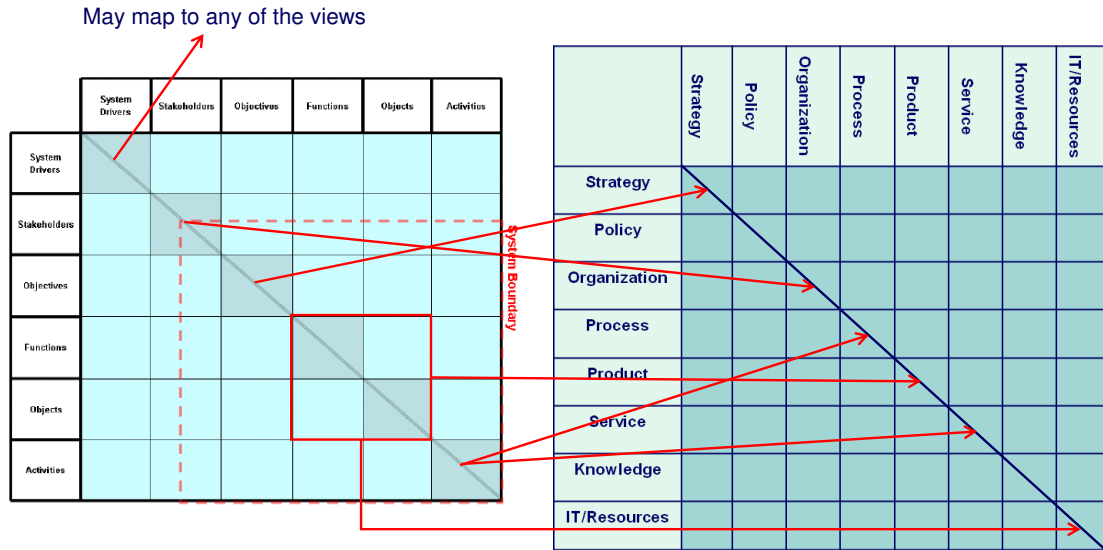 May map to any of the views
System
Drivers
Stakeholders
Objectives
Functions
Objects
Activities
System
Drivers
Stakeholders
Objectives
Functions
Objects
Activities
System Boundary
Strategy
Policy
Organization
Process
Product
Service
Knowledge
IT/Resources
Strategy
Policy
Organization
Process
Product
Service
Knowledge
IT/Resources